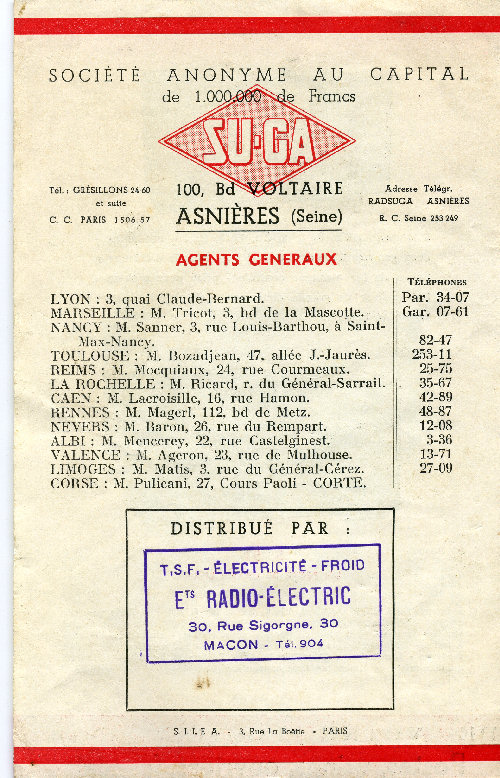 SOCIÉTÉ ANONYME AU CAPITAL
de 1.000.000 de Francs
SU-GA
Tél. : GRÉSILLONS 24-60
et suite
C. C. PARIS 1506-57
100, Bd VOLTAIRE
ASNIÈRES (Seine)
Adresse Télégr.
RADSUGA ASNIÈRES
R. C. Seine 253 249
AGENTS GENERAUX
TÉLÉPHONES
LYON : 3, quai Claude-Bernard. Par. 34-07
MARSEILLE : M. Tricot, 3, bd de la Mascotte. Gar. 07-61
NANCY : M. Sanner, 3, rue Louis-Barthou, à Saint-
Max-Nancy. 82-47
TOULOUSE : M. Bozadjean, 47, allée J.-Jaurès. 253-11
REIMS : M. Mocquiaux, 24, rue Courmeaux. 25-75
LA ROCHELLE : M. Ricard, r. du Général-Sarrail. 35-67
CAEN : M. Lacroisille, 16, rue Hamon. 42-89
RENNES : M. Magerl, 112, bd de Metz. 48-87
NEVERS : M. Baron, 26, rue du Rempart. 12-08
ALBI : M. Mencerey, 22, rue Castelginest. 3-36
VALENCE : M. Ageron, 23, rue de Mulhouse. 13-71
LIMOGES : M. Matis, 3, rue du Général-Cérez. 27-09
CORSE : M. Pulicani, 27, Cours Paoli - CORTE.
DISTRIBUÉ PAR :
T.S.F. - ÉLECTRICITÉ - FROID
ETS RADIO-ÉLECTRIC
30, Rue Sigorgne, 30
MACON - Tél. 904
3, Rue La Boëtie - PARIS